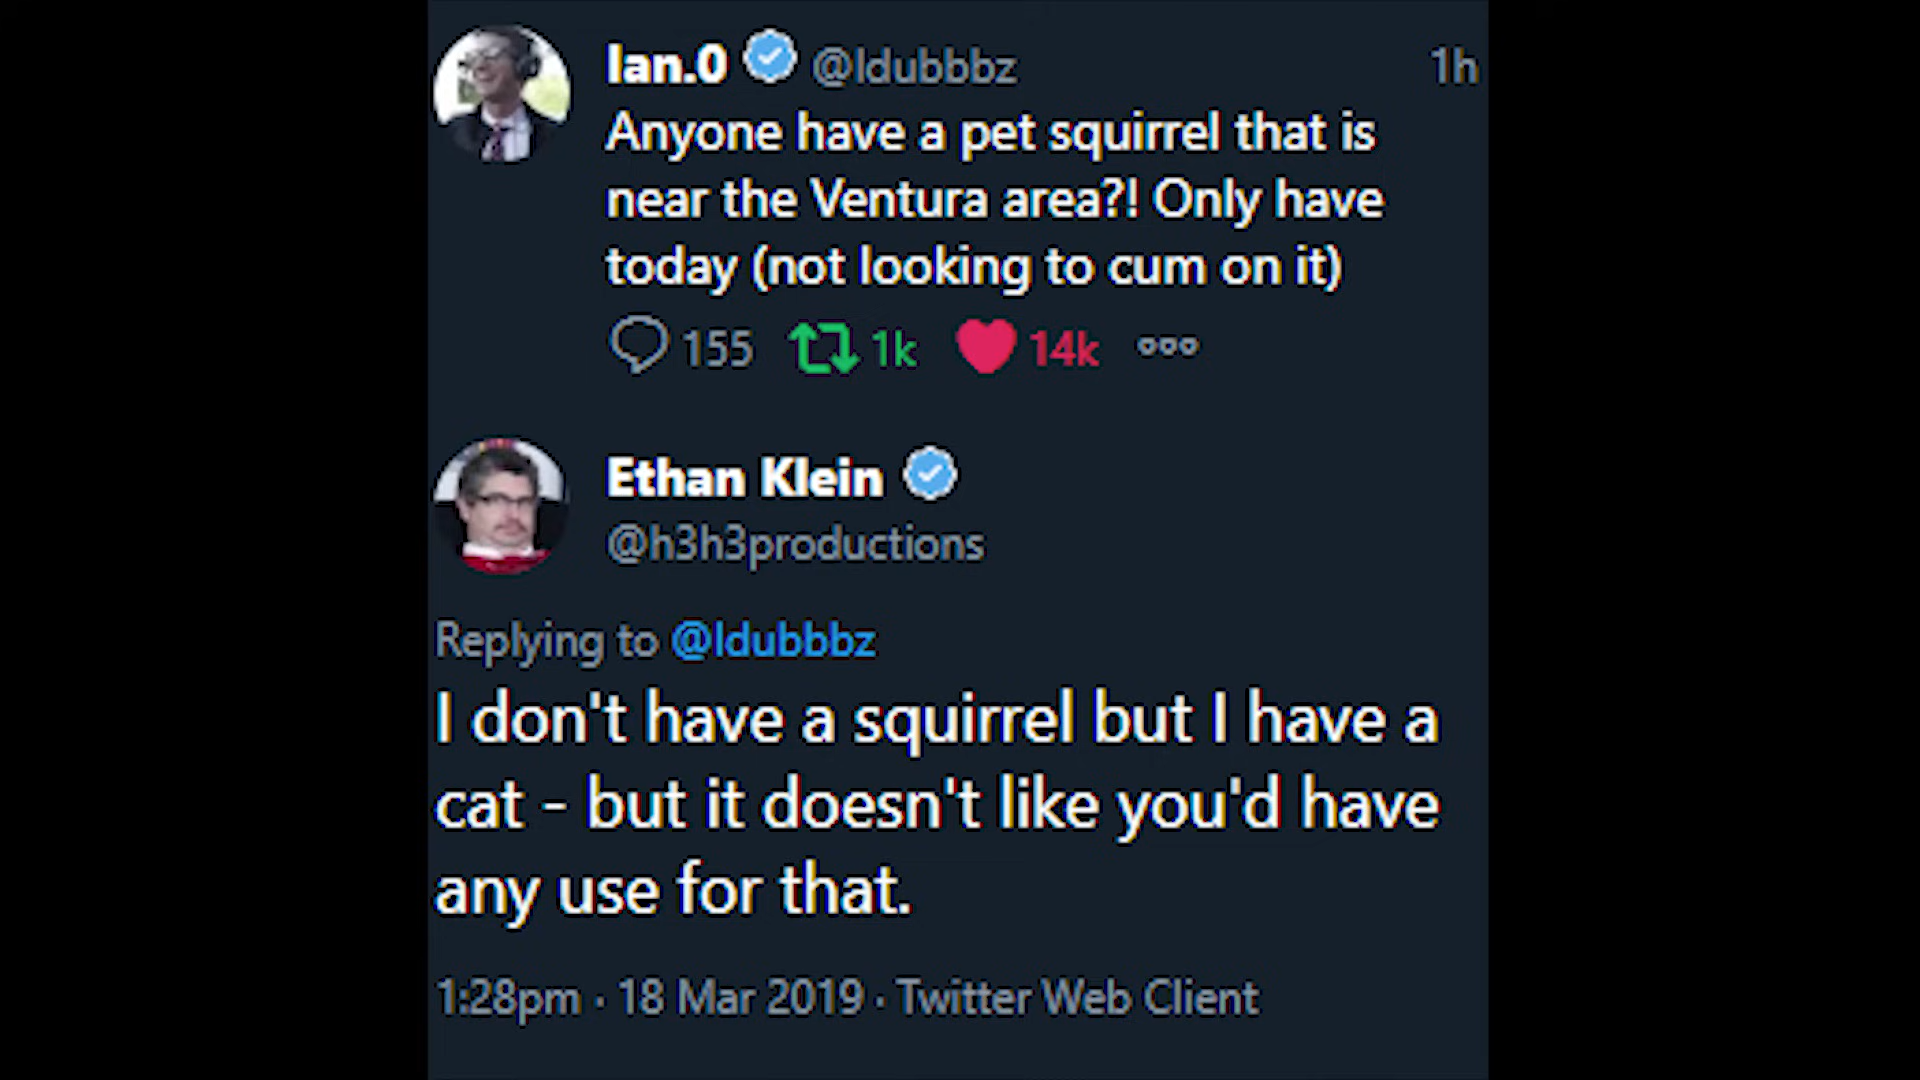 Ian.0 @Idubbbz 1h
Anyone have a pet squirrel that is
near the Ventura area?! Only have
today (not looking to cum on it)
155 1k 14k
Ethan Klein
@h3h3productions
Replying to @Idubbbz
I don't have a squirrel but I have a
cat - but it doesn't like you'd have
any use for that.
1:28pm · 18 Mar 2019 · Twitter Web Client